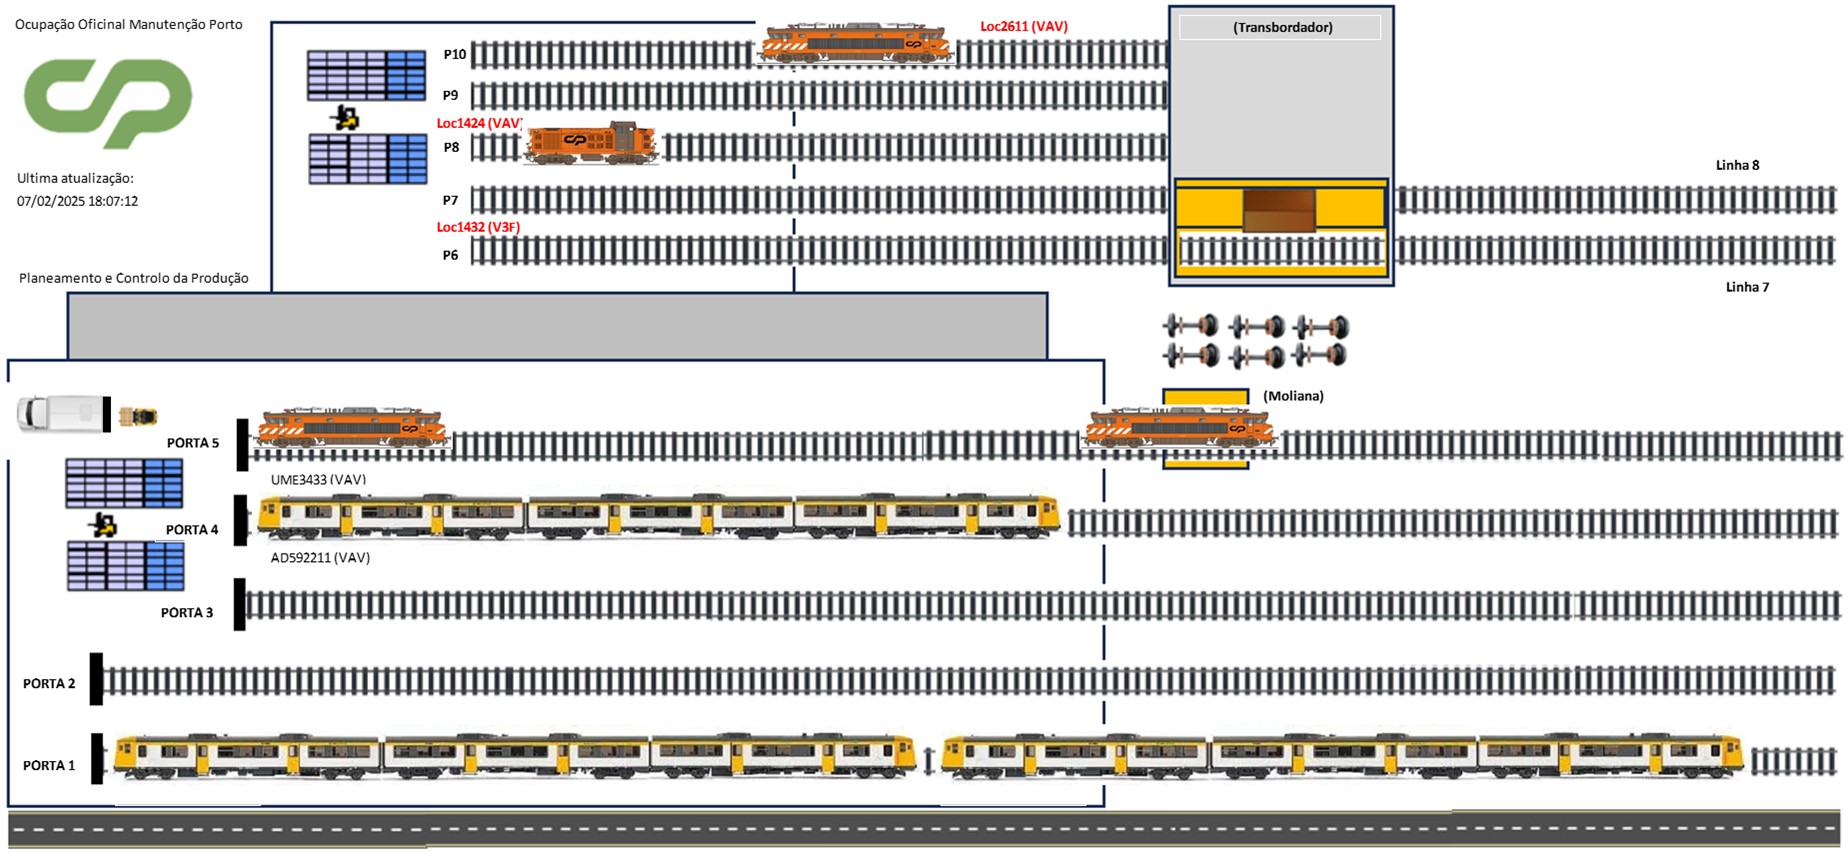 Ocupação Oficinal Manutenção Porto
cp
Ultima atualização:
07/02/2025 18:07:12
Planeamento e Controlo da Produção
Loc2611 (VAV)
P10
P9
Loc1424 (VAV)
P8
P7
Loc1432 (V3F)
P6
(Transbordador)
Linha 8
Linha 7
(Moliana)
PORTA 5
UME3433 (VAV)
PORTA 4
AD592211 (VAV)
PORTA 3
PORTA 2
PORTA 1